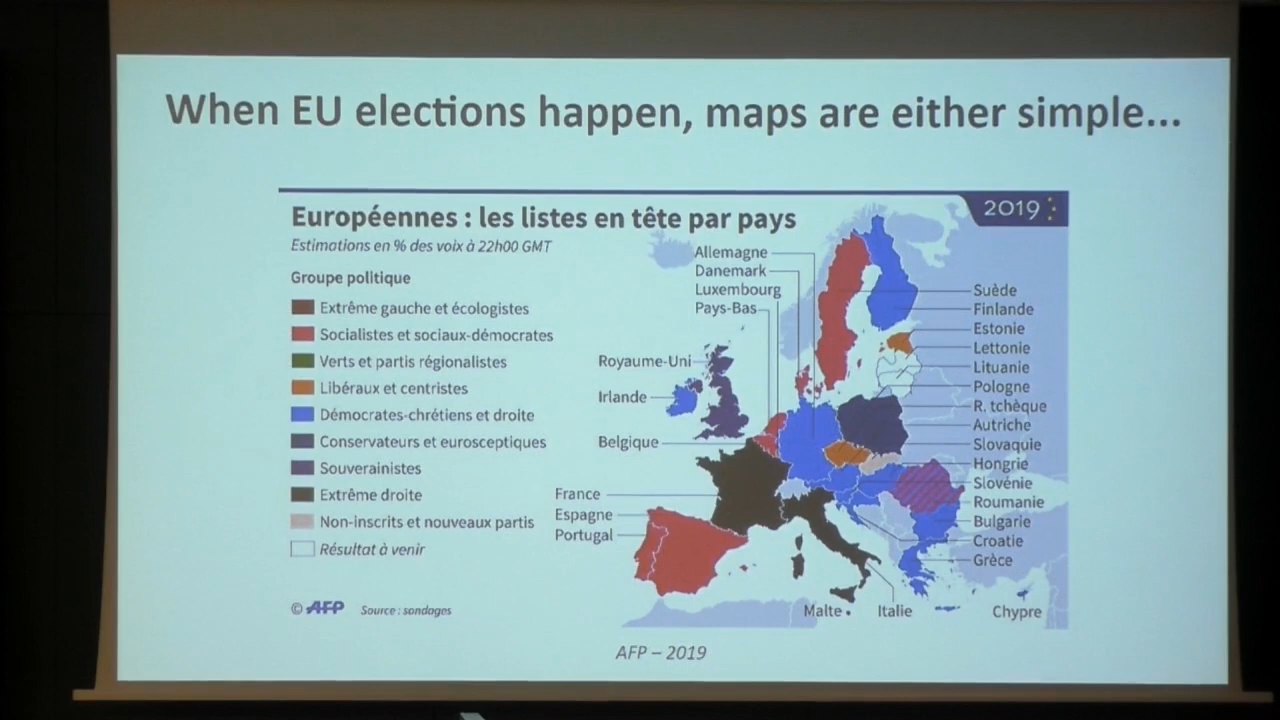 When EU elections happen, maps are either simple...
2019
Européennes : les listes en tête par pays
Estimations en % des voix à 22h00 GMT
Groupe politique
Extrême gauche et écologistes
Socialistes et sociaux-démocrates
Verts et partis régionalistes
Libéraux et centristes
Démocrates-chrétiens et droite
Conservateurs et eurosceptiques
Souverainistes
Extrême droite
Non-inscrits et nouveaux partis
Résultat à venir
© AFP Source : sondages
Allemagne
Danemark
Luxembourg
Pays-Bas
Royaume-Uni
Irlande
Belgique
France
Espagne
Portugal
Suède
Finlande
Estonie
Lettonie
Lituanie
Pologne
R. tchèque
Autriche
Slovaquie
Hongrie
Slovénie
Roumanie
Bulgarie
Croatie
Grèce
Malte
Italie
Chypre
AFP – 2019